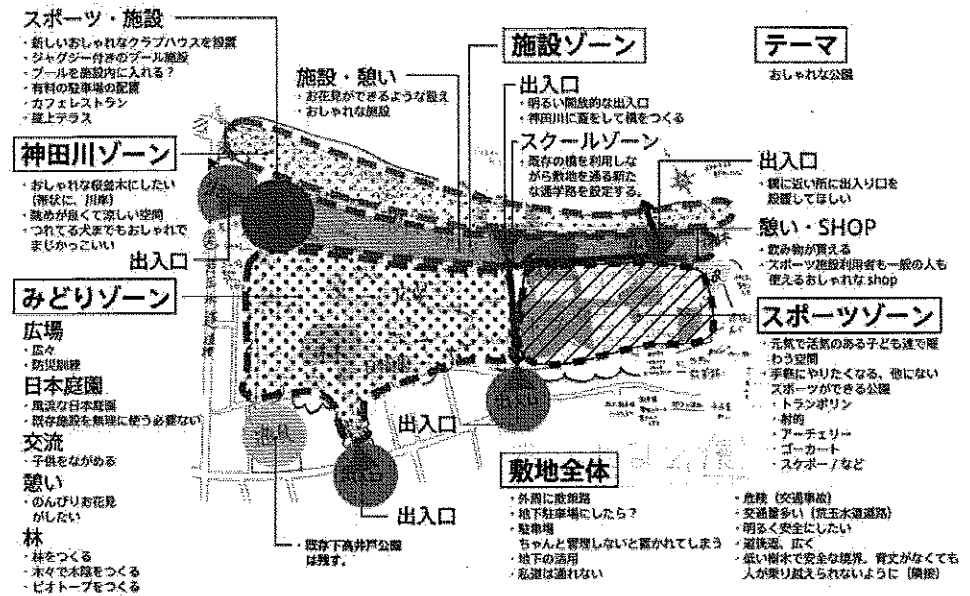 スポーツ・施設
・新しいおしゃれなクラブハウスを設置
・ジャグジー付きのプール施設
・プールを施設内に入れる？
・有料の駐車場の配置
・カフェレストラン
・屋上テラス
神田川ゾーン
・おしゃれな桜並木にしたい
(帯状に、川岸)
・眺めが良くて涼しい空間
・つれてる犬までもおしゃれで
まじかっこいい
出入口
みどりゾーン
広場
・広々
・防災訓練
日本庭園
・風流な日本庭園
・既存施設を無理に使う必要ない
交流
・子供をながめる
憩い
・のんびりお花見
がしたい
林
・林をつくる
・木々で木陰をつくる
・ビオトープをつくる
施設・憩い
・お花見ができるような設え
・おしゃれな施設
施設ゾーン
出入口
・明るい開放的な出入口
・神田川に蓋をして橋をつくる
スクールゾーン
・既存の橋を利用しな
がら敷地を通る新た
な通学路を設定する。
テーマ
おしゃれな公園
出入口
・駅に近い所に出入り口を
設置してほしい
憩い・SHOP
・飲み物が買える
・スポーツ施設利用者も一般の人も
使えるおしゃれなshop
スポーツゾーン
・元気で活気のある子ども達で賑
わう空間
・手軽にやりたくなる、他にない
スポーツができる公園
・トランポリン
・射的
・アーチェリー
・ゴーカート
・スケボー/など
出入口
出入口
・既存下高井戸公園
は残す。
敷地全体
・外周に散策路
・地下駐車場にしたら？
・駐車場
ちゃんと管理しないと置かれてしまう
・地下の活用
・私道は通れない
・危険（交通事故）
・交通量多い（荒玉水道道路）
・明るく安全にしたい
・道後退、広く
・低い樹木で安全な境界。背丈がなくても
人が乗り越えられないように（隣接）